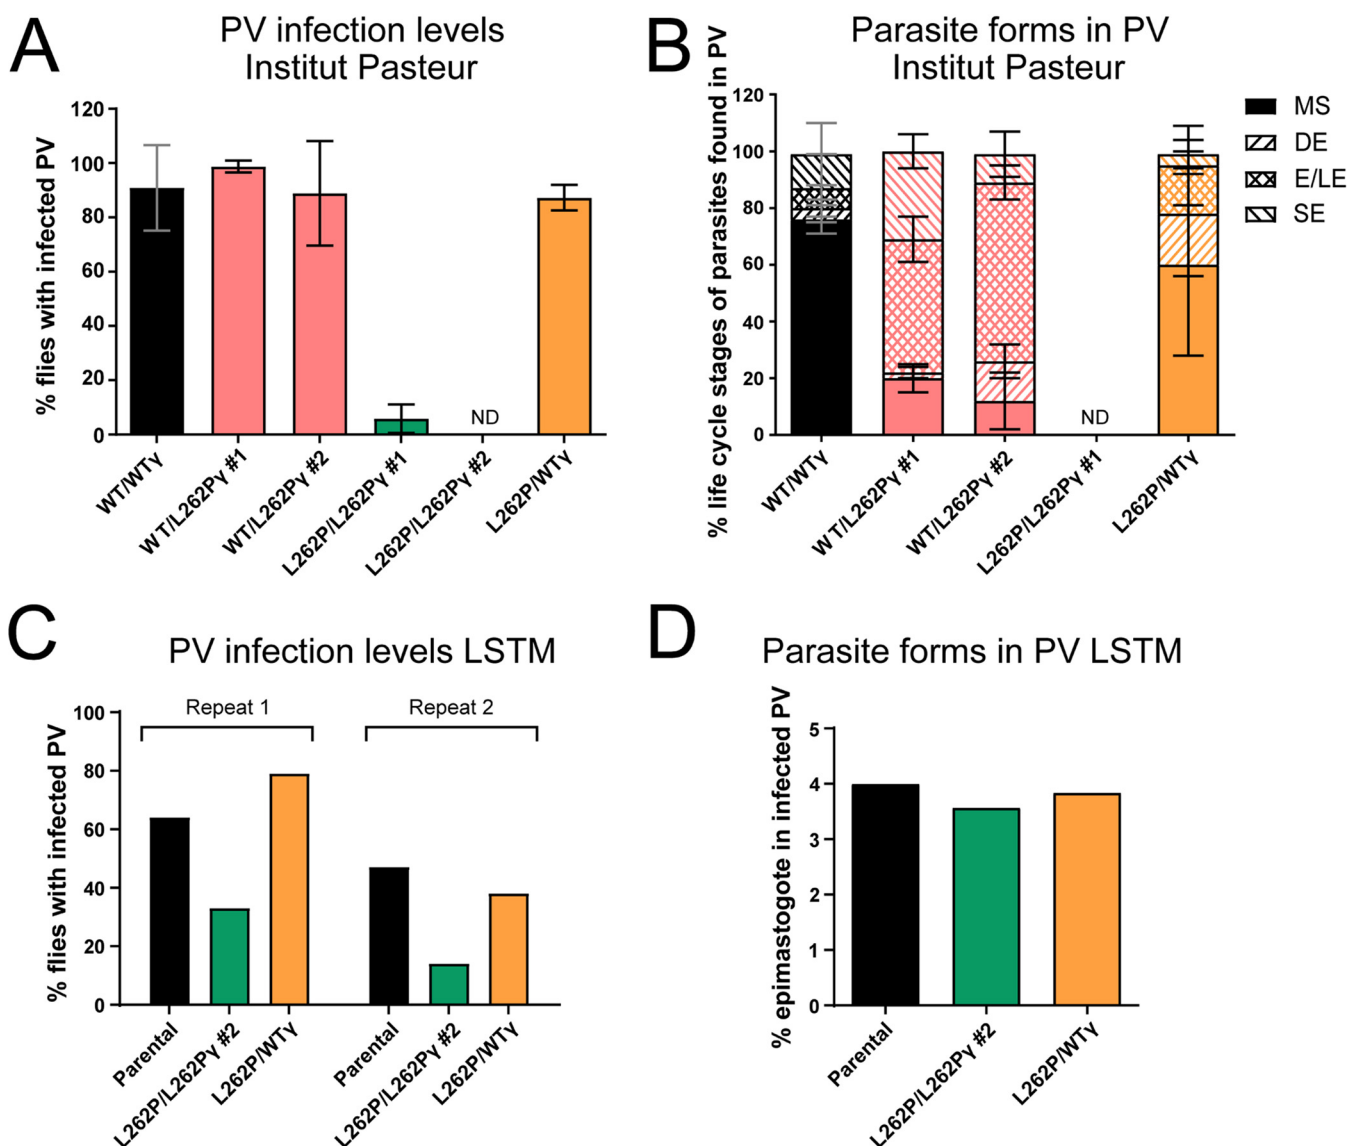 A
PV infection levels
Institut Pasteur
% flies with infected PV
120
100
80
60
40
20
0
ND
WT/WTγ
WT/L262Pγ #1
WT/L262Pγ #2
L262P/L262Pγ #1
L262P/L262Pγ #2
L262P/WTγ
B
Parasite forms in PV
Institut Pasteur
% life cycle stages of parasites found in PV
120
100
80
60
40
20
0
ND
WT/WTγ
WT/L262Pγ #1
WT/L262Pγ #2
L262P/L262Pγ #1
L262P/WTγ
MS
DE
E/LE
SE
C
PV infection levels LSTM
% flies with infected PV
100
80
60
40
20
0
Repeat 1
Repeat 2
Parental
L262P/L262Pγ #2
L262P/WTγ
Parental
L262P/L262Pγ #2
L262P/WTγ
D
Parasite forms in PV LSTM
% epimastogote in infected PV
5
4
3
2
1
0
Parental
L262P/L262Pγ #2
L262P/WTγ